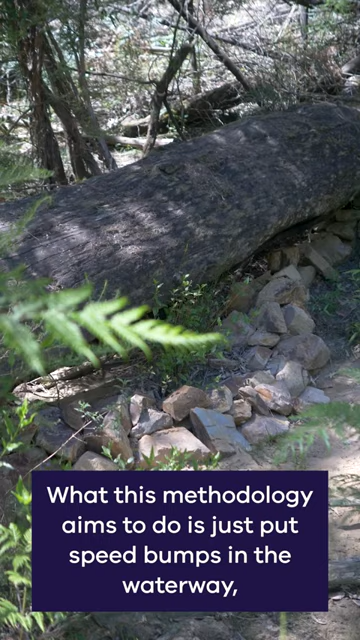 What this methodology
aims to do is just put
speed bumps in the
waterway,